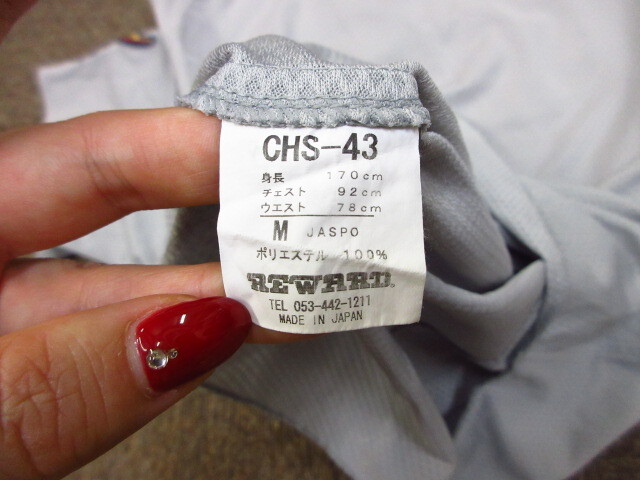 CHS-43
身長 170cm
チェスト 92cm
ウエスト 78cm
M JASPO
ポリエステル 100%
REWARD.
TEL 053-442-1211
MADE IN JAPAN